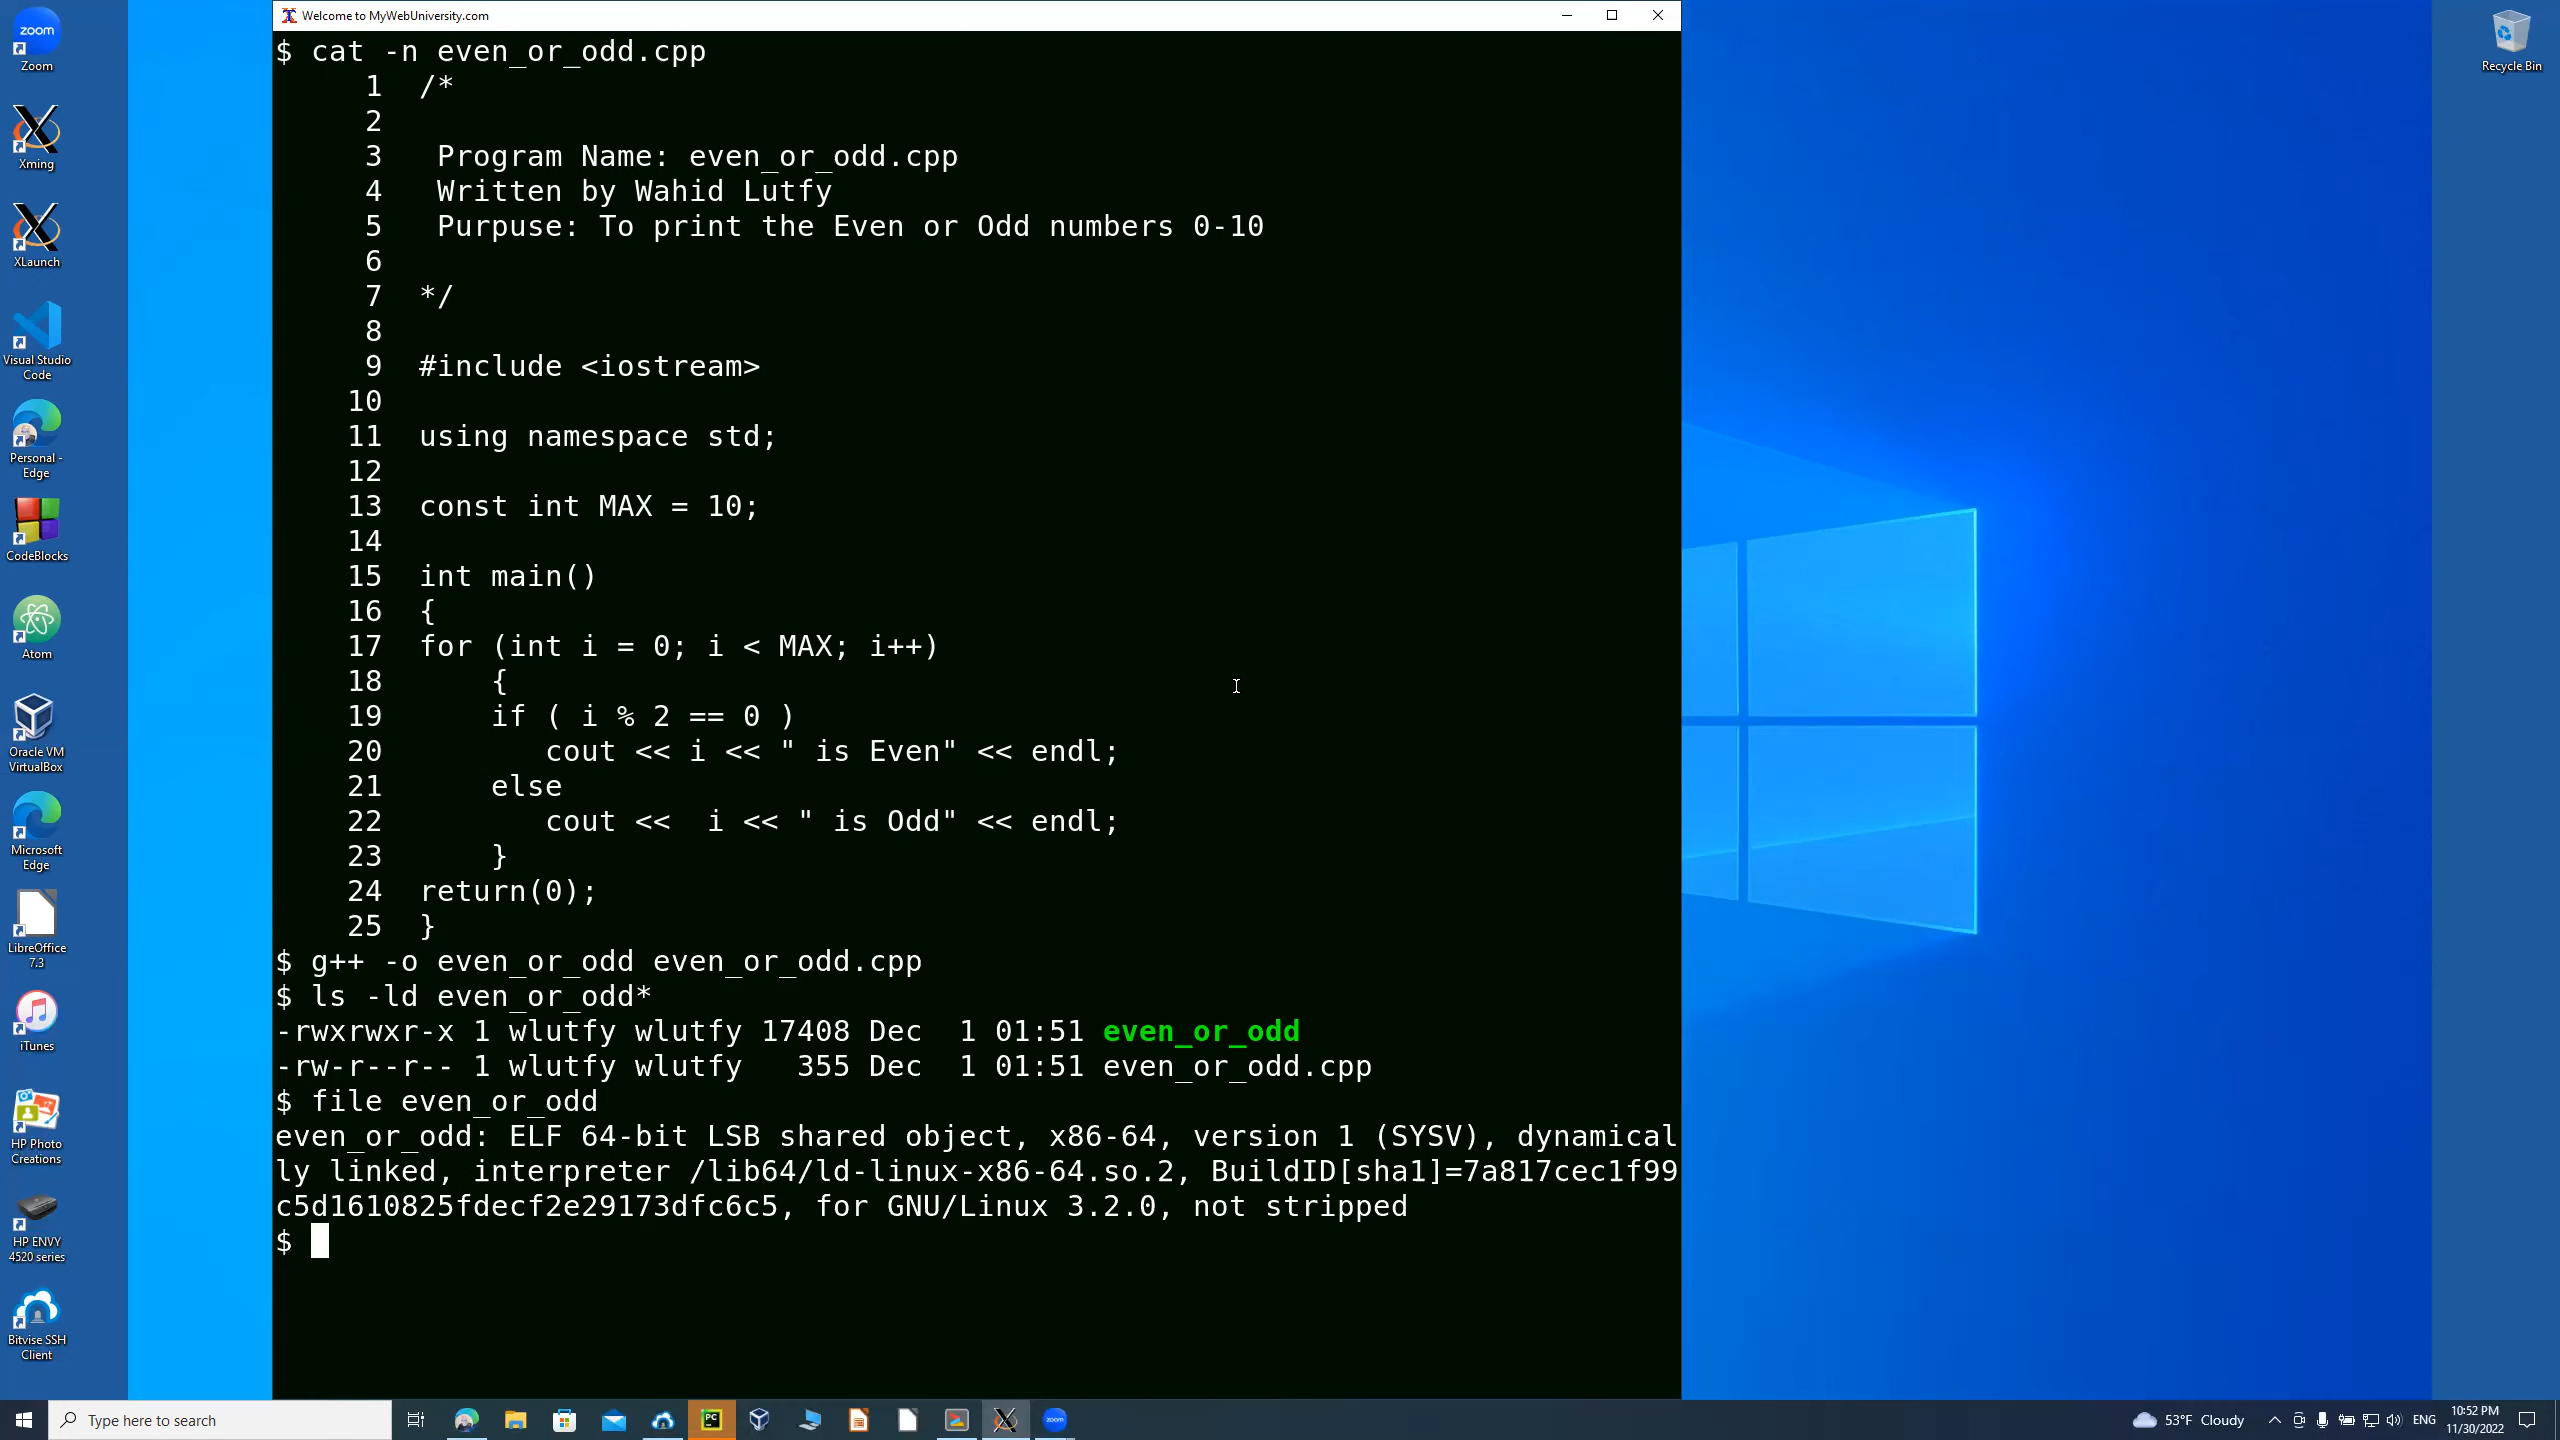 Welcome to MyWebUniversity.com
$ cat -n even_or_odd.cpp
1 /*
2
3 Program Name: even_or_odd.cpp
4 Written by Wahid Lutfy
5 Purpuse: To print the Even or Odd numbers 0-10
6
7 */
8
9 #include <iostream>
10
11 using namespace std;
12
13 const int MAX = 10;
14
15 int main()
16 {
17 for (int i = 0; i < MAX; i++)
18 {
19 if ( i % 2 == 0 )
20 cout << i << " is Even" << endl;
21 else
22 cout <<  i << " is Odd" << endl;
23 }
24 return(0);
25 }
$ g++ -o even_or_odd even_or_odd.cpp
$ ls -ld even_or_odd*
-rwxrwxr-x 1 wlutfy wlutfy 17408 Dec  1 01:51 even_or_odd
-rw-r--r-- 1 wlutfy wlutfy   355 Dec  1 01:51 even_or_odd.cpp
$ file even_or_odd
even_or_odd: ELF 64-bit LSB shared object, x86-64, version 1 (SYSV), dynamical
ly linked, interpreter /lib64/ld-linux-x86-64.so.2, BuildID[sha1]=7a817cec1f99
c5d1610825fdecf2e29173dfc6c5, for GNU/Linux 3.2.0, not stripped
$
zoom
Zoom
Xming
XLaunch
Visual Studio
Code
Personal -
Edge
CodeBlocks
Atom
Oracle VM
VirtualBox
Microsoft
Edge
LibreOffice
7.3
iTunes
HP Photo
Creations
HP ENVY
4520 series
Bitvise SSH
Client
Recycle Bin
Type here to search
PC
zoom
53°F Cloudy
ENG
10:52 PM
11/30/2022